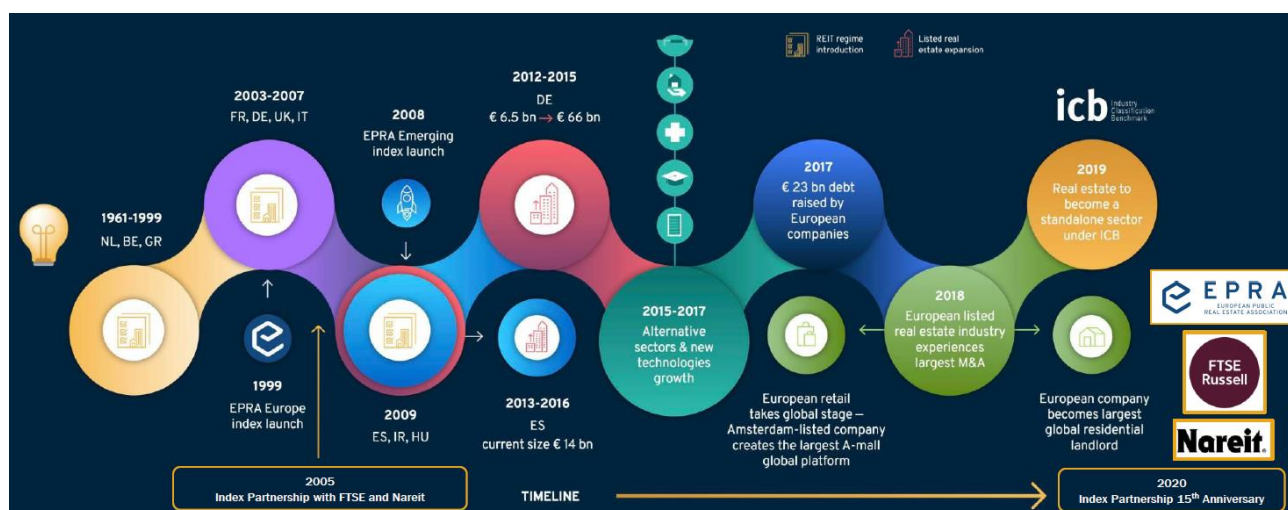 REIT regime
introduction
Listed real
estate expansion
1961-1999
NL, BE, GR
2003-2007
FR, DE, UK, IT
1999
EPRA Europe
index launch
2005
Index Partnership with FTSE and Nareit
2008
EPRA Emerging
index launch
2009
ES, IR, HU
2012-2015
DE
€ 6.5 bn → € 66 bn
2013-2016
ES
current size € 14 bn
2015-2017
Alternative
sectors & new
technologies
growth
2017
€ 23 bn debt
raised by
European
companies
European retail
takes global stage –
Amsterdam-listed company
creates the largest A-mall
global platform
2018
European listed
real estate industry
experiences
largest M&A
icb
Industry
Classification
Benchmark
2019
Real estate to
become a
standalone sector
under ICB
European company
becomes largest
global residential
landlord
EPRA
EUROPEAN PUBLIC
REAL ESTATE ASSOCIATION
FTSE
Russell
Nareit®
TIMELINE
2020
Index Partnership 15th Anniversary